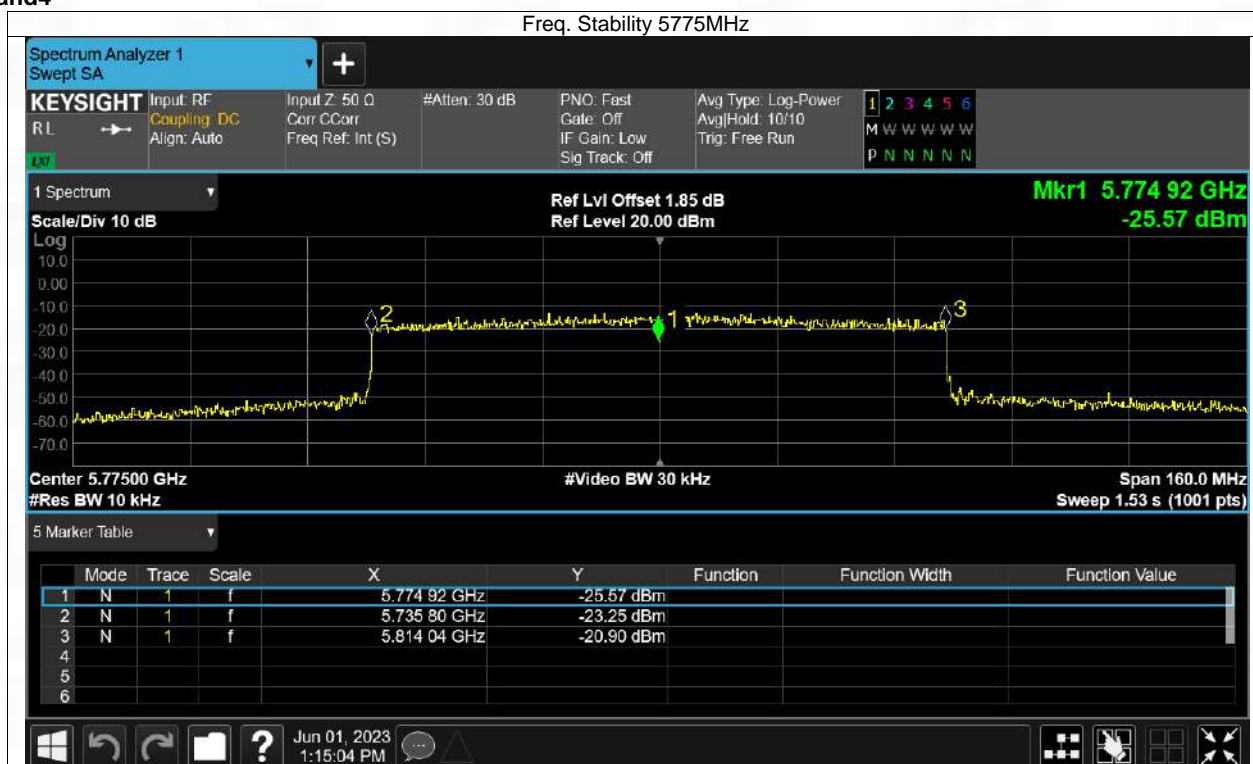 and4
Freq. Stability 5775MHz
Spectrum Analyzer 1
Swept SA
+
KEYSIGHT Input: RF Input Z: 50 Ω #Atten: 30 dB PNO: Fast Avg Type: Log-Power 1 2 3 4 5 6
RL Coupling: DC Corr CCorr Gate: Off Avg|Hold: 10/10 M W W W W W
Align: Auto Freq Ref: Int (S) IF Gain: Low Trig: Free Run
LXI Sig Track: Off P N N N N N
1 Spectrum Ref Lvl Offset 1.85 dB Mkr1 5.774 92 GHz
Scale/Div 10 dB Ref Level 20.00 dBm -25.57 dBm
Log
10.0
0.00
-10.0
2 1 3
-20.0
-30.0
-40.0
-50.0
-60.0
-70.0
Center 5.77500 GHz #Video BW 30 kHz Span 160.0 MHz
#Res BW 10 kHz Sweep 1.53 s (1001 pts)
5 Marker Table
Mode Trace Scale X Y Function Function Width Function Value
1 N 1 f 5.774 92 GHz -25.57 dBm
2 N 1 f 5.735 80 GHz -23.25 dBm
3 N 1 f 5.814 04 GHz -20.90 dBm
4
5
6
? Jun 01, 2023
1:15:04 PM